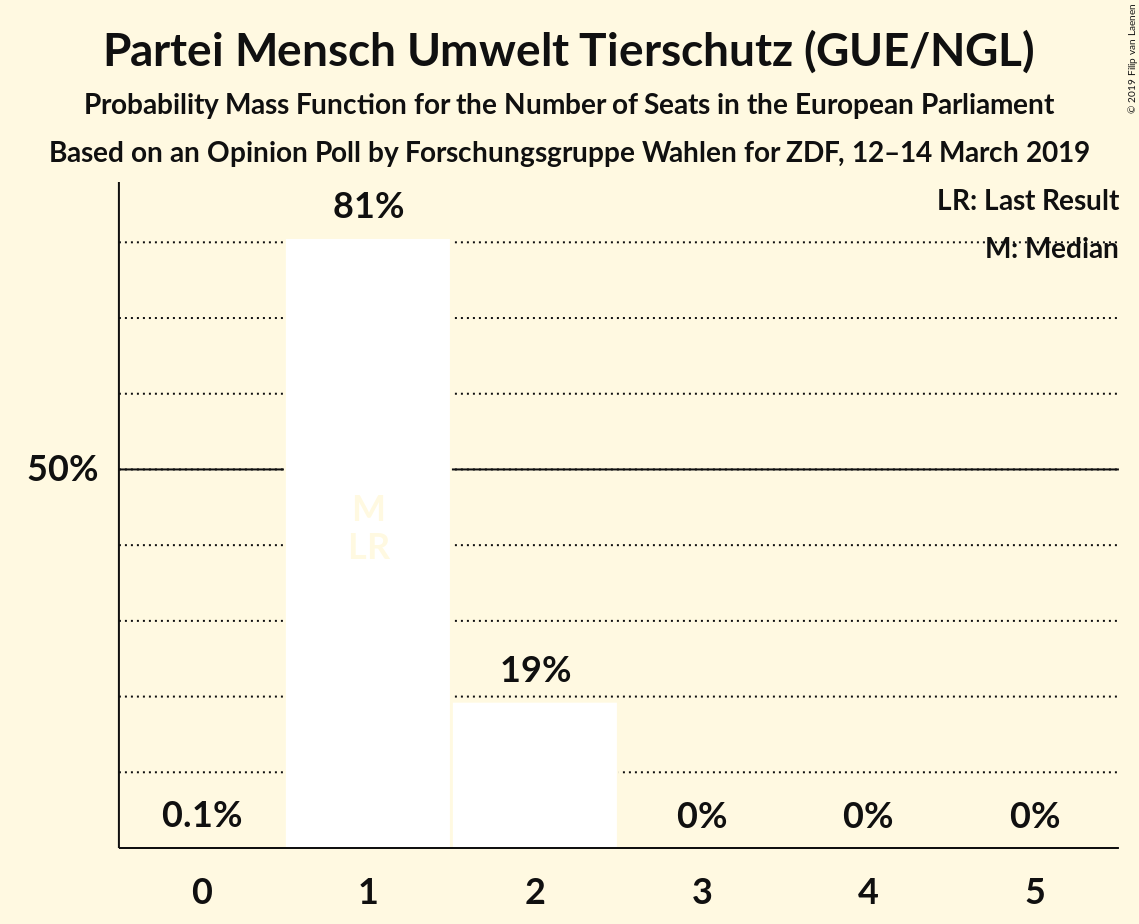 Partei Mensch Umwelt Tierschutz (GUE/NGL)
Probability Mass Function for the Number of Seats in the European Parliament
Based on an Opinion Poll by Forschungsgruppe Wahlen for ZDF, 12–14 March 2019
© 2019 Filip van Laenen
LR: Last Result
M: Median
81%
50%
M
LR
19%
0.1%
0%
0%
0%
0
1
2
3
4
5